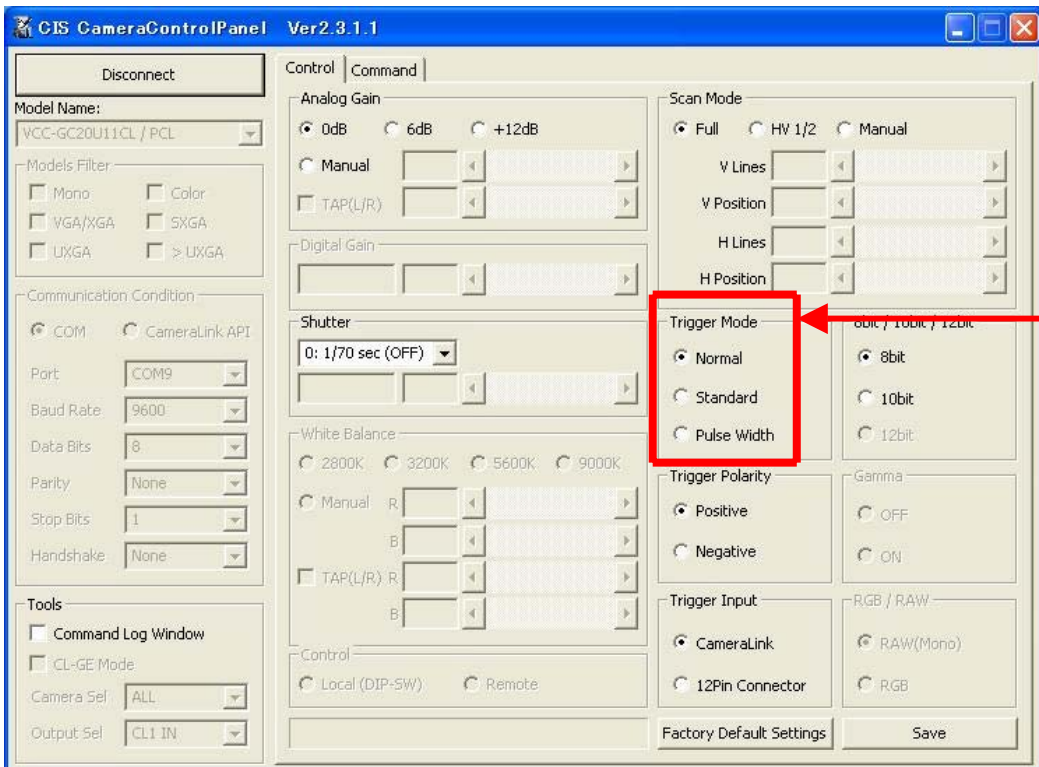 CIS CameraControlPanel Ver2.3.1.1
Disconnect
Model Name:
VCC-GC20U11CL / PCL
Models Filter
Mono Color
VGA/XGA SXGA
UXGA > UXGA
Communication Condition
COM CameraLink API
Port COM9
Baud Rate 9600
Data Bits 8
Parity None
Stop Bits 1
Handshake None
Tools
Command Log Window
CL-GE Mode
Camera Sel ALL
Output Sel CL1 IN
Control Command
Analog Gain
0dB 6dB +12dB
Manual
TAP(L/R)
Digital Gain
Shutter
0: 1/70 sec (OFF)
White Balance
2800K 3200K 5600K 9000K
Manual R
B
TAP(L/R) R
B
Control
Local (DIP-SW) Remote
Scan Mode
Full HV 1/2 Manual
V Lines
V Position
H Lines
H Position
Trigger Mode
Normal
Standard
Pulse Width
8bit / 10bit / 12bit
8bit
10bit
12bit
Trigger Polarity
Positive
Negative
Gamma
OFF
ON
Trigger Input
CameraLink
12Pin Connector
RGB / RAW
RAW(Mono)
RGB
Factory Default Settings Save